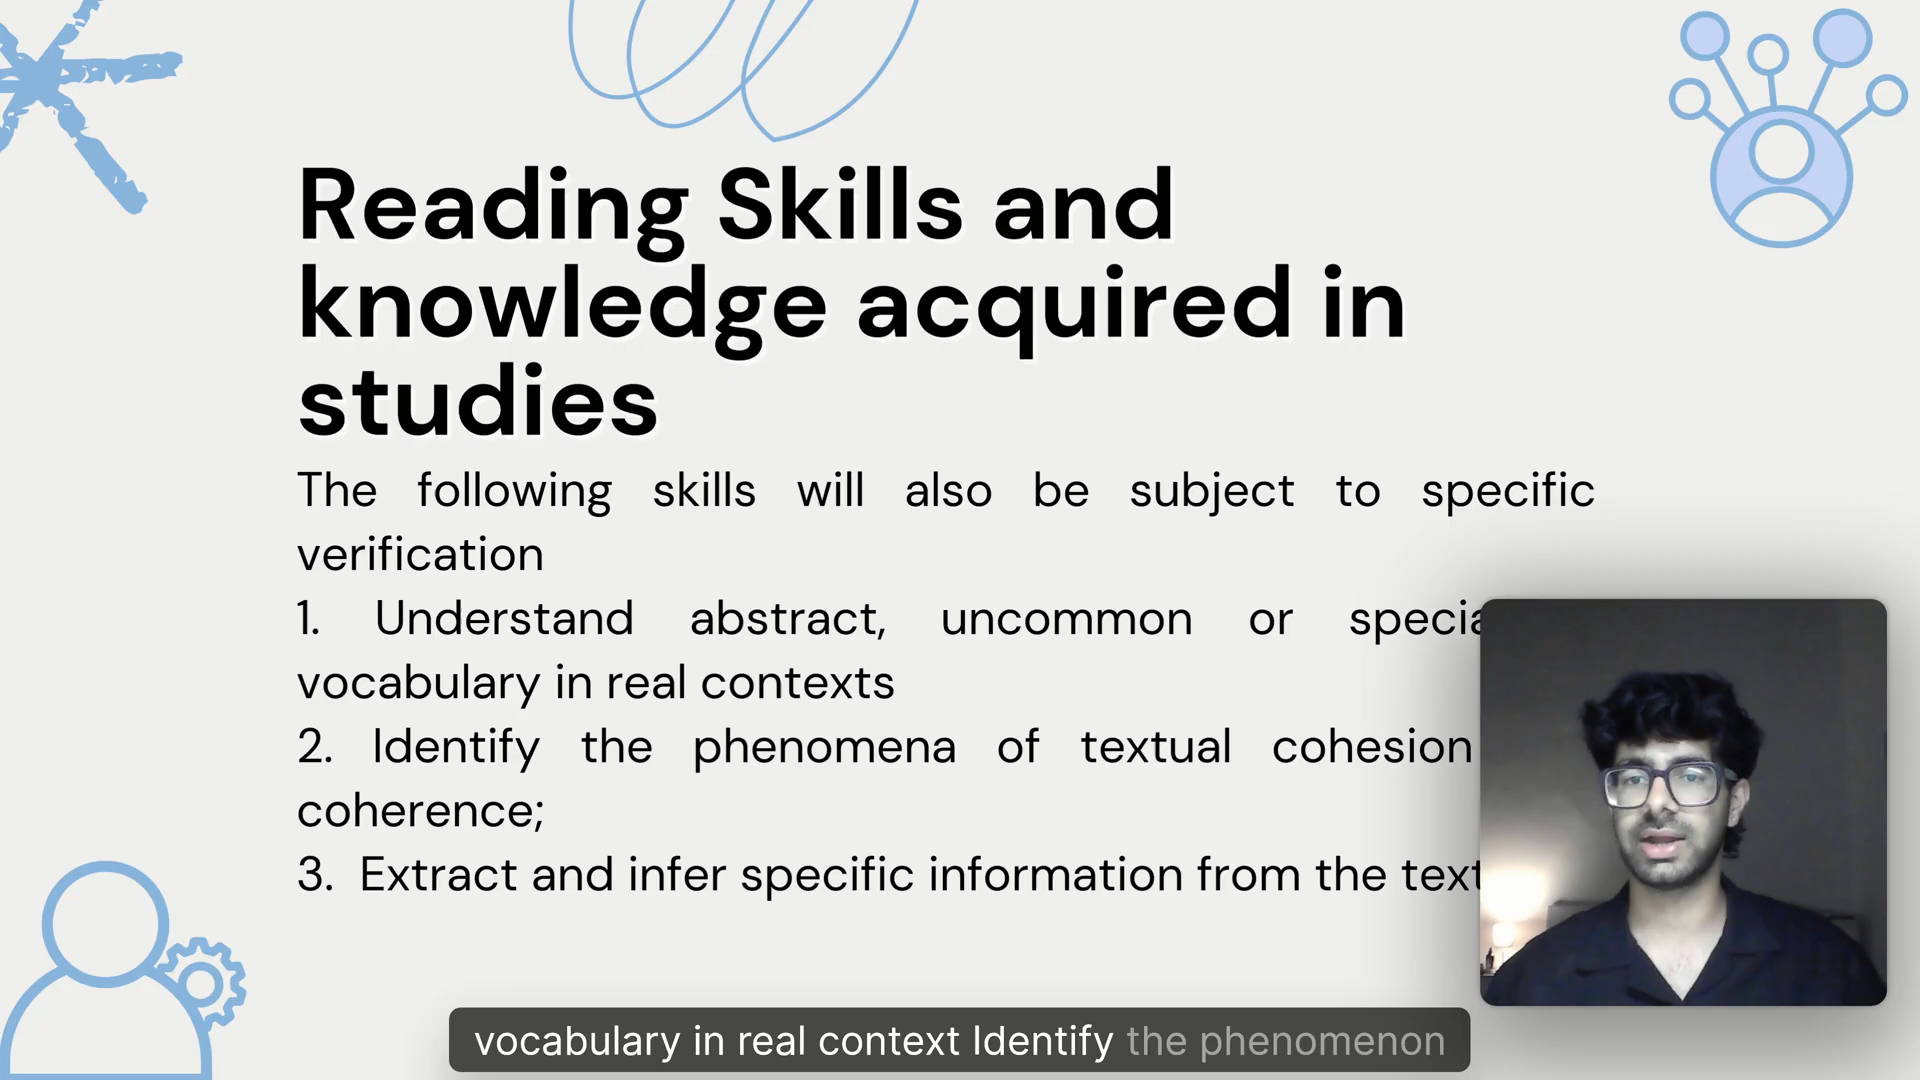 Reading Skills and
knowledge acquired in
studies
The following skills will also be subject to specific
verification
1. Understand abstract, uncommon or specia
vocabulary in real contexts
2. Identify the phenomena of textual cohesion
coherence;
3. Extract and infer specific information from the text
vocabulary in real context Identify the phenomenon